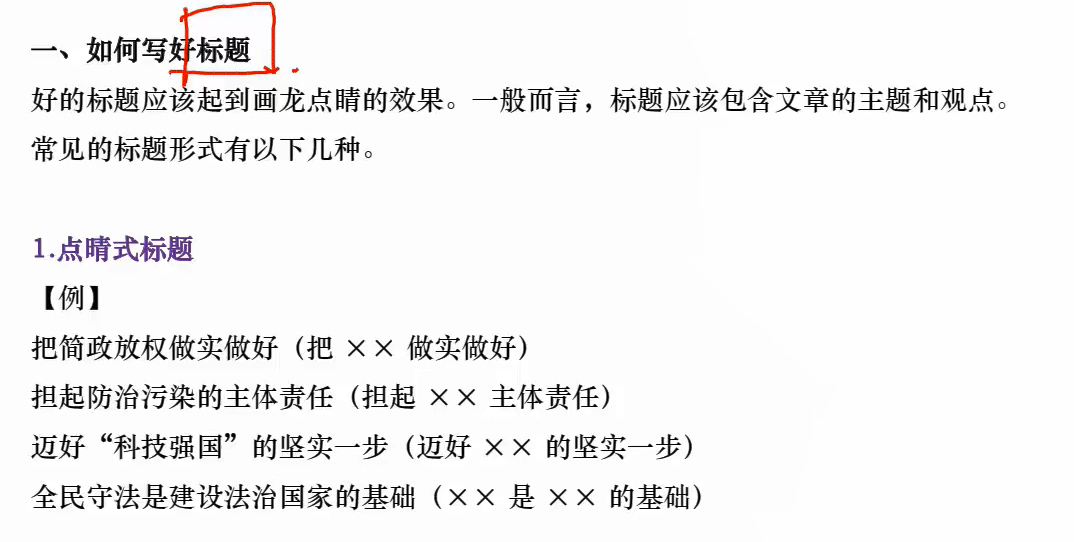 一、如何写好标题
好的标题应该起到画龙点睛的效果。一般而言，标题应该包含文章的主题和观点。
常见的标题形式有以下几种。
1.点睛式标题
【例】
把简政放权做实做好（把 ×× 做实做好）
担起防治污染的主体责任（担起 ×× 主体责任）
迈好“科技强国”的坚实一步（迈好 ×× 的坚实一步）
全民守法是建设法治国家的基础（×× 是 ×× 的基础）